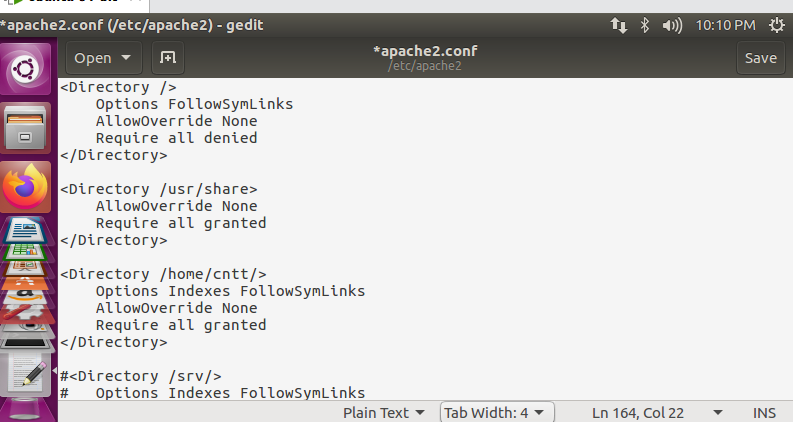 *apache2.conf (/etc/apache2) - gedit
10:10 PM
Open
*apache2.conf
/etc/apache2
Save
<Directory />
    Options FollowSymLinks
    AllowOverride None
    Require all denied
</Directory>

<Directory /usr/share>
    AllowOverride None
    Require all granted
</Directory>

<Directory /home/cntt/>
    Options Indexes FollowSymLinks
    AllowOverride None
    Require all granted
</Directory>

#<Directory /srv/>
#   Options Indexes FollowSymLinks
Plain Text
Tab Width: 4
Ln 164, Col 22
INS